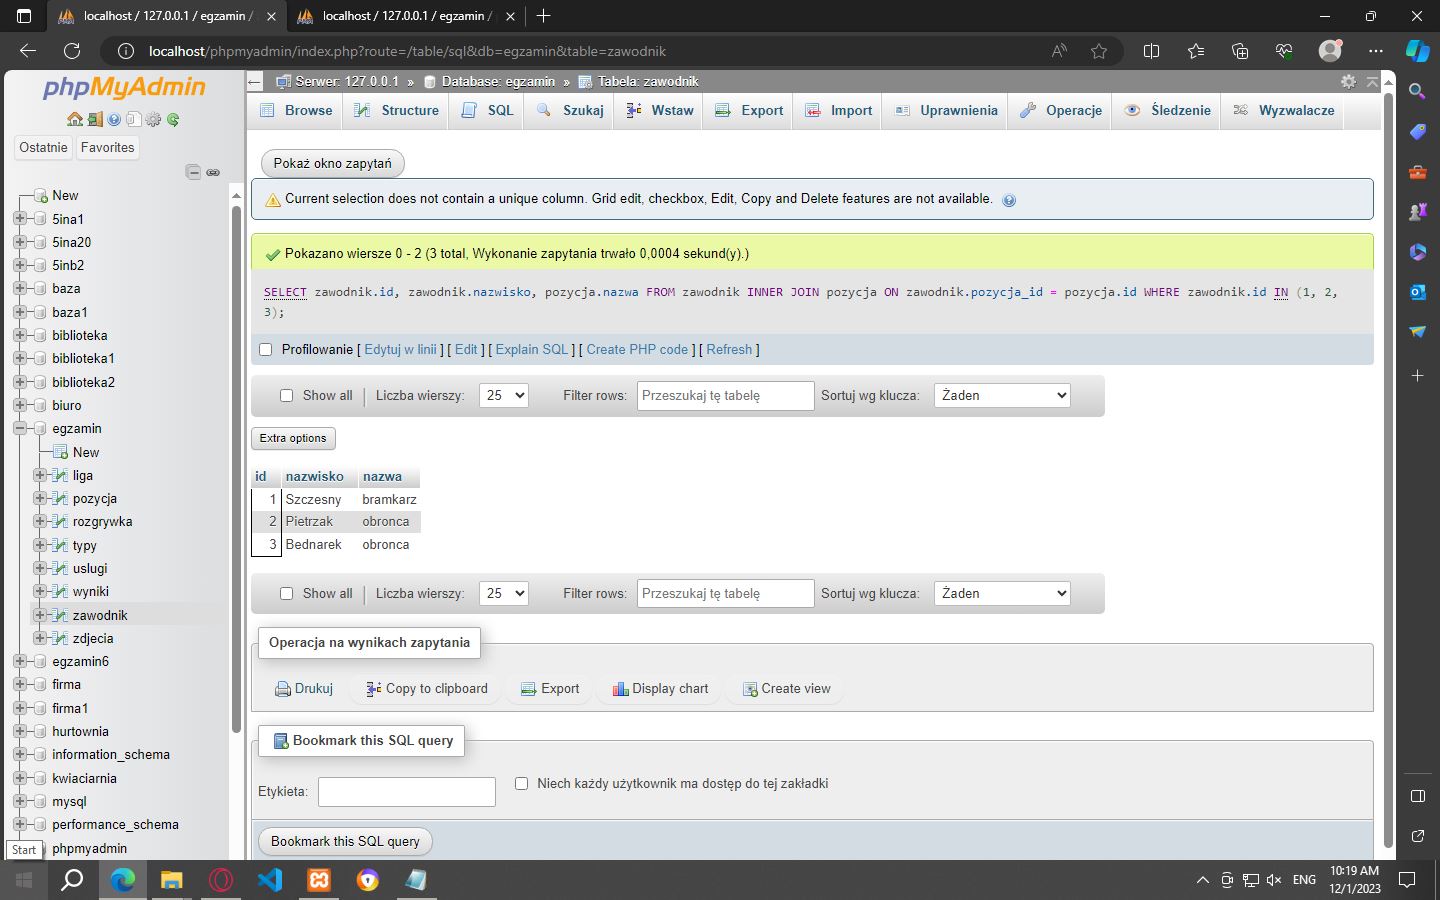 localhost / 127.0.0.1 / egzamin /
localhost / 127.0.0.1 / egzamin /
localhost/phpmyadmin/index.php?route=/table/sql&db=egzamin&table=zawodnik
phpMyAdmin
Ostatnie
Favorites
New
5ina1
5ina20
5inb2
baza
baza1
biblioteka
biblioteka1
biblioteka2
biuro
egzamin
New
liga
pozycja
rozgrywka
typy
uslugi
wyniki
zawodnik
zdjecia
egzamin6
firma
firma1
hurtownia
information_schema
kwiaciarnia
mysql
performance_schema
phpmyadmin
Start
Serwer: 127.0.0.1 » Database: egzamin » Tabela: zawodnik
Browse Structure SQL Szukaj Wstaw Export Import Uprawnienia Operacje Śledzenie Wyzwalacze
Pokaż okno zapytań
Current selection does not contain a unique column. Grid edit, checkbox, Edit, Copy and Delete features are not available.
Pokazano wiersze 0 - 2 (3 total, Wykonanie zapytania trwało 0,0004 sekund(y).)
SELECT zawodnik.id, zawodnik.nazwisko, pozycja.nazwa FROM zawodnik INNER JOIN pozycja ON zawodnik.pozycja_id = pozycja.id WHERE zawodnik.id IN (1, 2,
3);
Profilowanie [ Edytuj w linii ] [ Edit ] [ Explain SQL ] [ Create PHP code ] [ Refresh ]
Show all Liczba wierszy: 25 Filter rows: Przeszukaj tę tabelę Sortuj wg klucza: Żaden
Extra options
id nazwisko nazwa
1 Szczesny bramkarz
2 Pietrzak obronca
3 Bednarek obronca
Show all Liczba wierszy: 25 Filter rows: Przeszukaj tę tabelę Sortuj wg klucza: Żaden
Operacja na wynikach zapytania
Drukuj Copy to clipboard Export Display chart Create view
Bookmark this SQL query
Etykieta: Niech każdy użytkownik ma dostęp do tej zakładki
Bookmark this SQL query
ENG
10:19 AM
12/1/2023